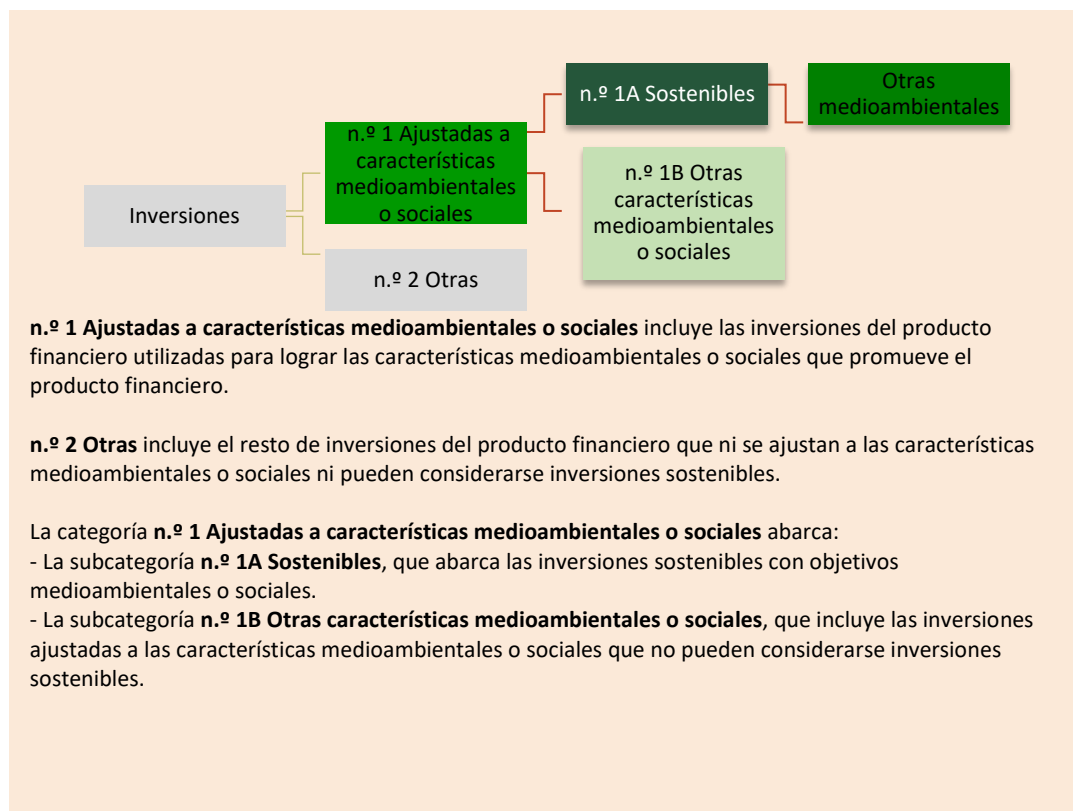 n.º 1A Sostenibles
Otras
medioambientales
n.º 1 Ajustadas a
características
medioambientales
o sociales
n.º 1B Otras
características
medioambientales
o sociales
Inversiones
n.º 2 Otras
n.º 1 Ajustadas a características medioambientales o sociales incluye las inversiones del producto
financiero utilizadas para lograr las características medioambientales o sociales que promueve el
producto financiero.
n.º 2 Otras incluye el resto de inversiones del producto financiero que ni se ajustan a las características
medioambientales o sociales ni pueden considerarse inversiones sostenibles.
La categoría n.º 1 Ajustadas a características medioambientales o sociales abarca:
- La subcategoría n.º 1A Sostenibles, que abarca las inversiones sostenibles con objetivos
medioambientales o sociales.
- La subcategoría n.º 1B Otras características medioambientales o sociales, que incluye las inversiones
ajustadas a las características medioambientales o sociales que no pueden considerarse inversiones
sostenibles.